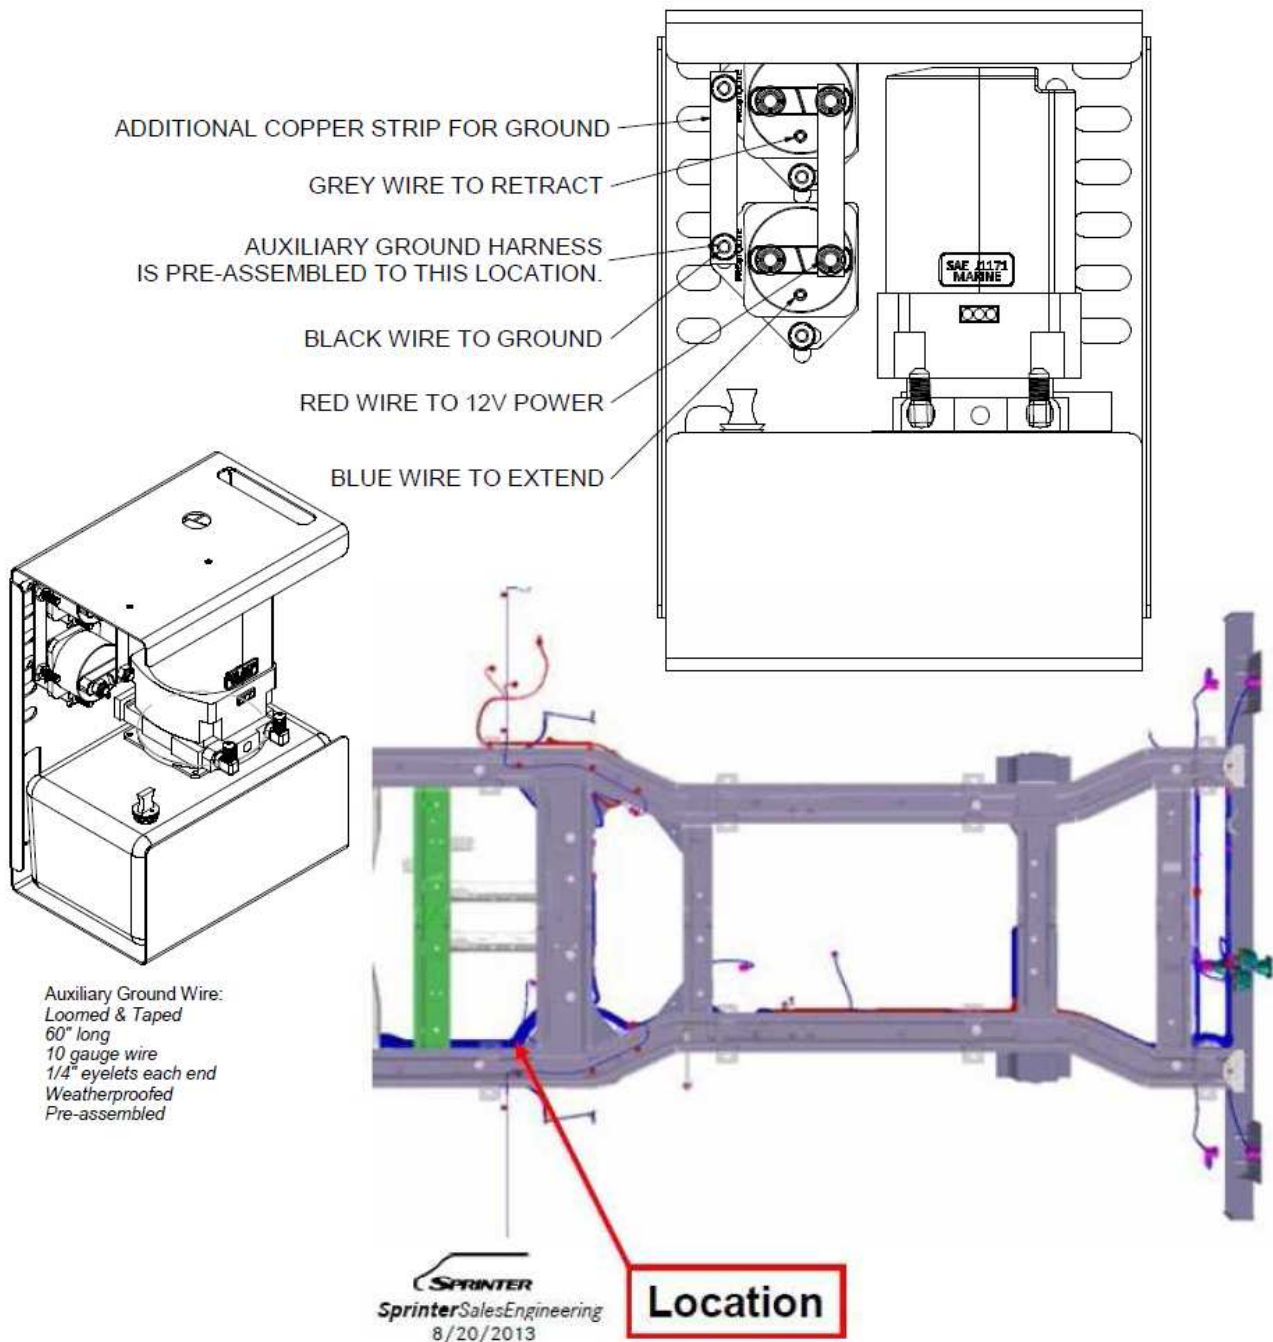 ADDITIONAL COPPER STRIP FOR GROUND
GREY WIRE TO RETRACT
AUXILIARY GROUND HARNESS
IS PRE-ASSEMBLED TO THIS LOCATION.
BLACK WIRE TO GROUND
RED WIRE TO 12V POWER
BLUE WIRE TO EXTEND
SAE J1171
MARINE
Auxiliary Ground Wire:
Loomed & Taped
60" long
10 gauge wire
1/4" eyelets each end
Weatherproofed
Pre-assembled
SPRINTER
SprinterSalesEngineering
8/20/2013
Location